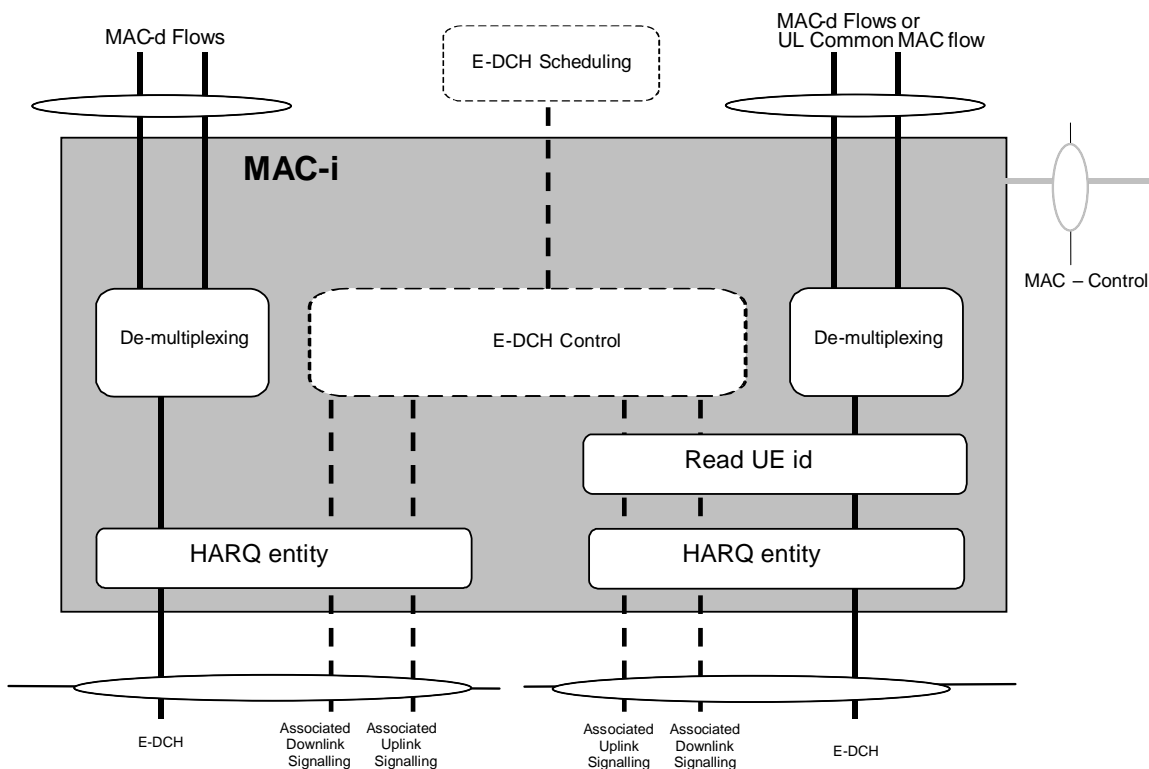 MAC-d Flows
E-DCH Scheduling
MAC-d Flows or
UL Common MAC flow
MAC-i
MAC – Control
De-multiplexing
E-DCH Control
De-multiplexing
Read UE id
HARQ entity
HARQ entity
E-DCH
Associated
Downlink
Signalling
Associated
Uplink
Signalling
Associated
Uplink
Signalling
Associated
Downlink
Signalling
E-DCH